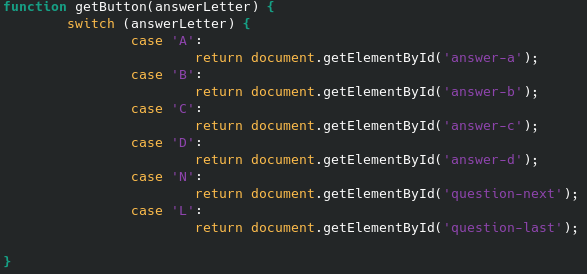 function getButton(answerLetter) {
        switch (answerLetter) {
                case 'A':
                        return document.getElementById('answer-a');
                case 'B':
                        return document.getElementById('answer-b');
                case 'C':
                        return document.getElementById('answer-c');
                case 'D':
                        return document.getElementById('answer-d');
                case 'N':
                        return document.getElementById('question-next');
                case 'L':
                        return document.getElementById('question-last');

}